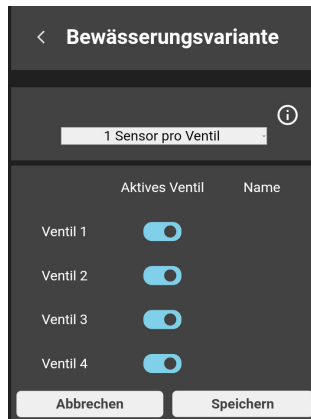 Bewässerungsvariante
1 Sensor pro Ventil
Aktives Ventil Name
Ventil 1
Ventil 2
Ventil 3
Ventil 4
Abbrechen Speichern